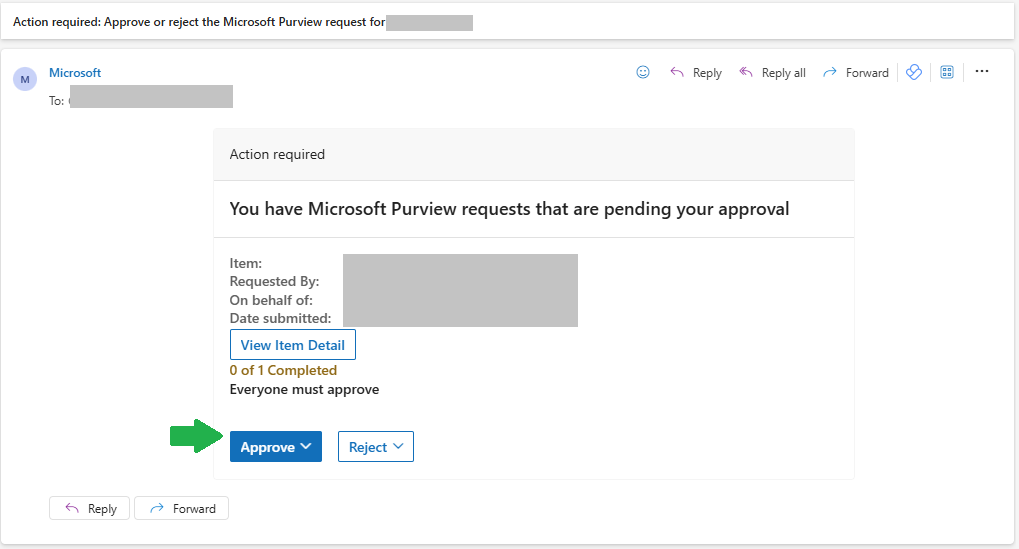 Action required: Approve or reject the Microsoft Purview request for
M
Microsoft
Reply
Reply all
Forward
To:
Action required
You have Microsoft Purview requests that are pending your approval
Item:
Requested By:
On behalf of:
Date submitted:
View Item Detail
0 of 1 Completed
Everyone must approve
Approve
Reject
Reply
Forward